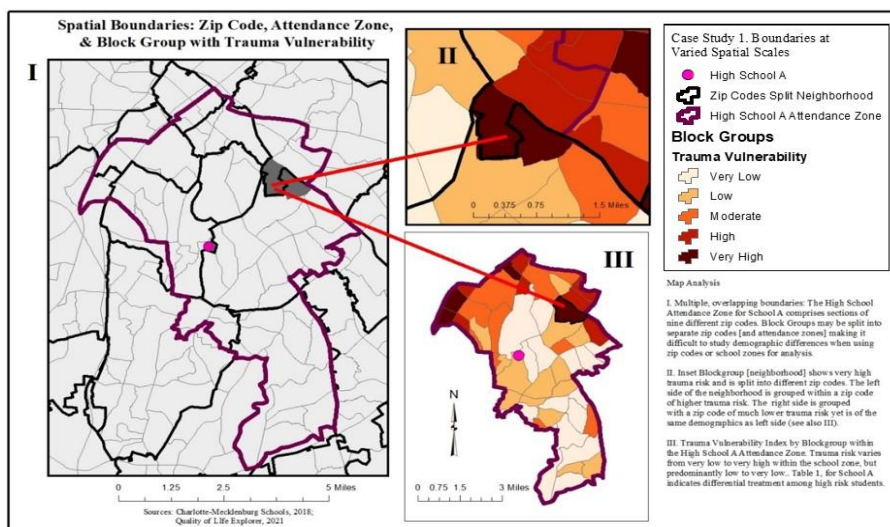 Spatial Boundaries: Zip Code, Attendance Zone,
& Block Group with Trauma Vulnerability
I
0 1.25 2.5 5 Miles
Sources: Charlotte-Mecklenburg Schools, 2018;
Quality of LIfe Explorer, 2021
II
0 0.375 0.75 1.5 Miles
III
N
0 0.75 1.5 3 Miles
Case Study 1. Boundaries at
Varied Spatial Scales
High School A
Zip Codes Split Neighborhood
High School A Attendance Zone
Block Groups
Trauma Vulnerability
Very Low
Low
Moderate
High
Very High
Map Analysis
I. Multiple, overlapping boundaries: The High School
Attendance Zone for School A comprises sections of
nine different zip codes. Block Groups may be split into
separate zip codes [and attendance zones] making it
difficult to study demographic differences when using
zip codes or school zones for analysis.
II. Inset Blockgroup [neighborhood] shows very high
trauma risk and is split into different zip codes. The left
side of the neighborhood is grouped within a zip code
of higher trauma risk. The right side is grouped
with a zip code of much lower trauma risk yet is of the
same demographics as left side (see also III).
III. Trauma Vulnerability Index by Blockgroup within
the High School A Attendance Zone. Trauma risk varies
from very low to very high within the school zone, but
predominantly low to very low.. Table 1, for School A
indicates differential treatment among high risk students.